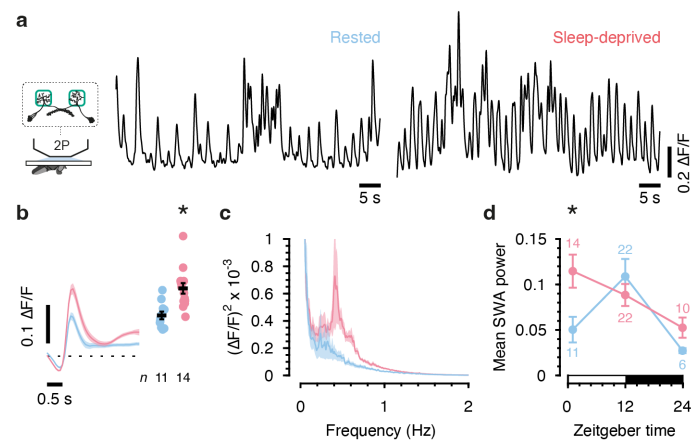 a
Rested
Sleep-deprived
2P
5 s
5 s
0.2 ΔF/F
b
*
0.1 ΔF/F
0.5 s
n 11 14
c
(ΔF/F)² x 10⁻³
1
0.8
0.6
0.4
0.2
0
0 1 2
Frequency (Hz)
d
*
Mean SWA power
0.15
0.1
0.05
0
14
22
22
10
11
6
0 12 24
Zeitgeber time